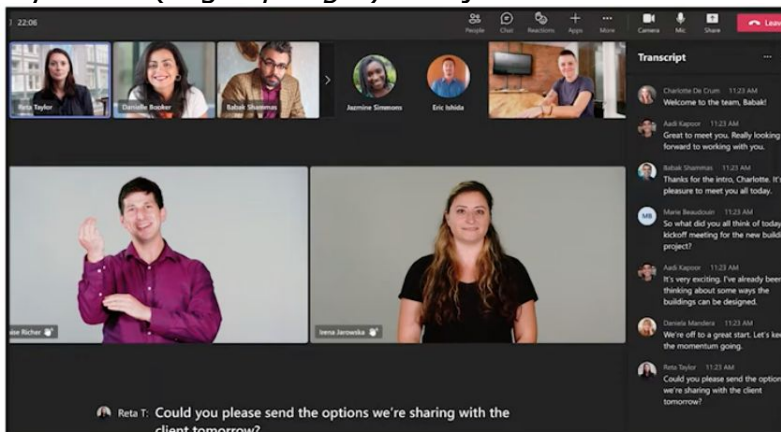 22:06
People Chat Reactions Apps More Camera Mic Share Leav
Reta Taylor
Danielle Booker
Babak Shammas
Jazmine Simmons
Eric Ishida
Transcript
Charlotte De Crum 11:23 AM
Welcome to the team, Babak!
Aadi Kapoor 11:23 AM
Great to meet you. Really looking
forward to working with you.
Babak Shammas 11:23 AM
Thanks for the intro, Charlotte. It's
pleasure to meet you all today.
MB
Marie Beaudouin 11:23 AM
So what did you all think of today
kickoff meeting for the new buildi
project?
Aadi Kapoor 11:23 AM
It's very exciting. I've already been
thinking about some ways the
buildings can be designed.
Daniela Mandera 11:23 AM
We're off to a great start. Let's kee
the momentum going.
Reta Taylor 11:23 AM
Could you please send the option
we're sharing with the client
tomorrow?
ise Richer
Irena Jarowska
Reta T: Could you please send the options we're sharing with the
client tomorrow?